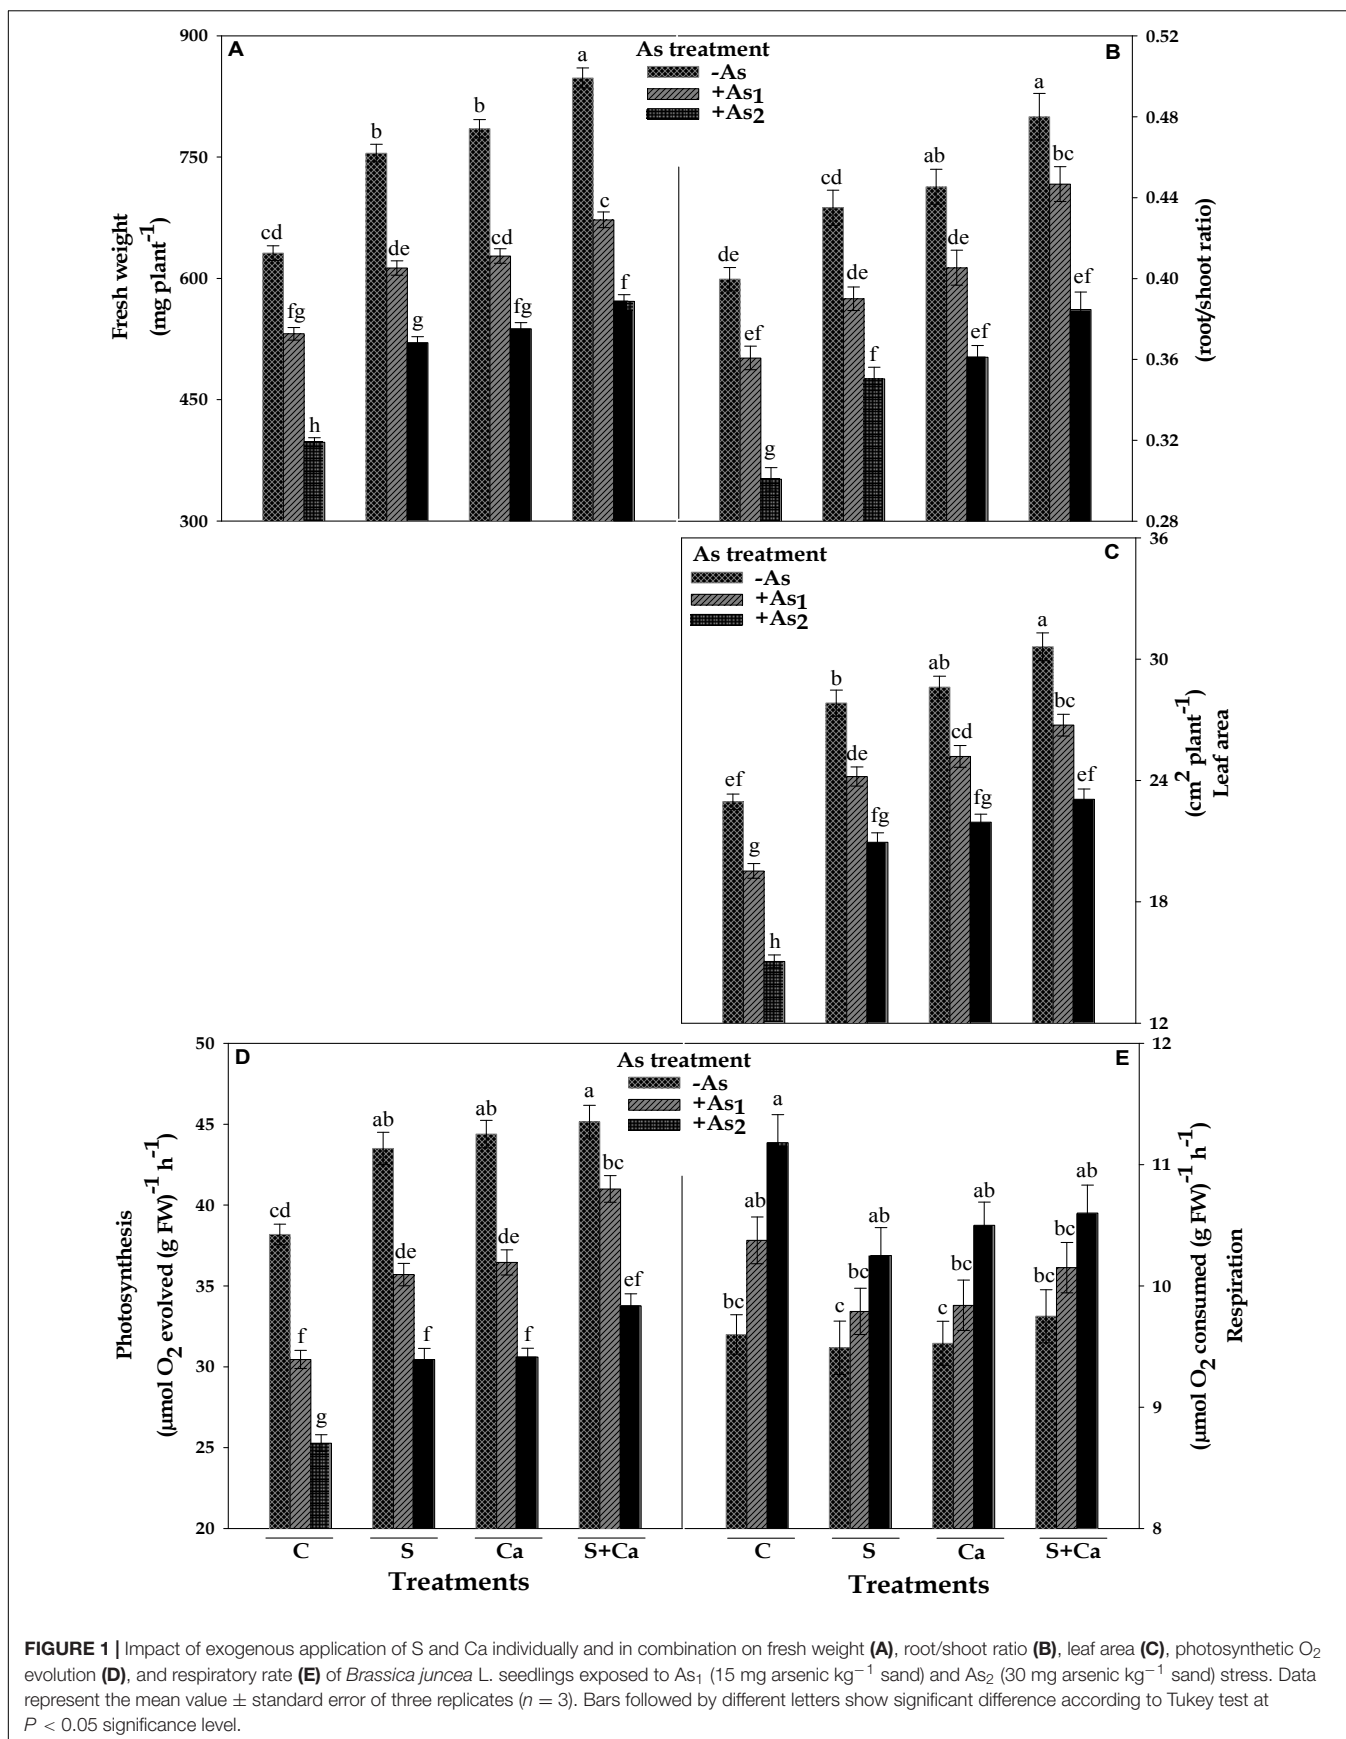 A
As treatment
-As
+As1
+As2
B
900
750
600
450
300
Fresh weight
(mg plant-1)
cd
fg
h
b
de
g
b
cd
fg
a
c
f
de
ef
g
cd
de
f
ab
de
ef
a
bc
ef
0.52
0.48
0.44
0.40
0.36
0.32
0.28
(root/shoot ratio)
As treatment
-As
+As1
+As2
C
ef
g
h
b
de
fg
ab
cd
fg
a
bc
ef
36
30
24
18
12
(cm2 plant-1)
Leaf area
D
As treatment
-As
+As1
+As2
E
50
45
40
35
30
25
20
Photosynthesis
(µmol O2 evolved (g FW)-1 h-1)
cd
f
g
ab
de
f
ab
de
f
a
bc
ef
bc
ab
a
c
bc
ab
c
bc
ab
bc
bc
ab
12
11
10
9
8
(µmol O2 consumed (g FW)-1 h-1)
Respiration
C S Ca S+Ca C S Ca S+Ca
Treatments Treatments
FIGURE 1 | Impact of exogenous application of S and Ca individually and in combination on fresh weight (A), root/shoot ratio (B), leaf area (C), photosynthetic O2
evolution (D), and respiratory rate (E) of Brassica juncea L. seedlings exposed to As1 (15 mg arsenic kg−1 sand) and As2 (30 mg arsenic kg−1 sand) stress. Data
represent the mean value ± standard error of three replicates (n = 3). Bars followed by different letters show significant difference according to Tukey test at
P < 0.05 significance level.